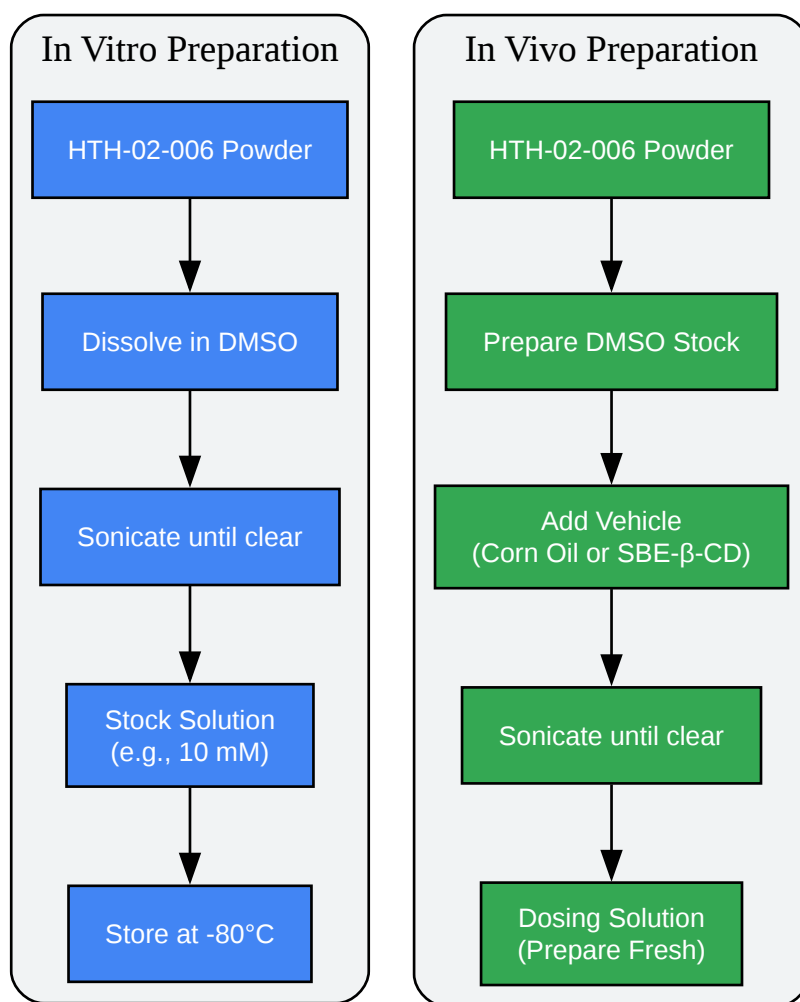 In Vitro Preparation
HTH-02-006 Powder
Dissolve in DMSO
Sonicate until clear
Stock Solution
(e.g., 10 mM)
Store at -80°C
In Vivo Preparation
HTH-02-006 Powder
Prepare DMSO Stock
Add Vehicle
(Corn Oil or SBE-β-CD)
Sonicate until clear
Dosing Solution
(Prepare Fresh)